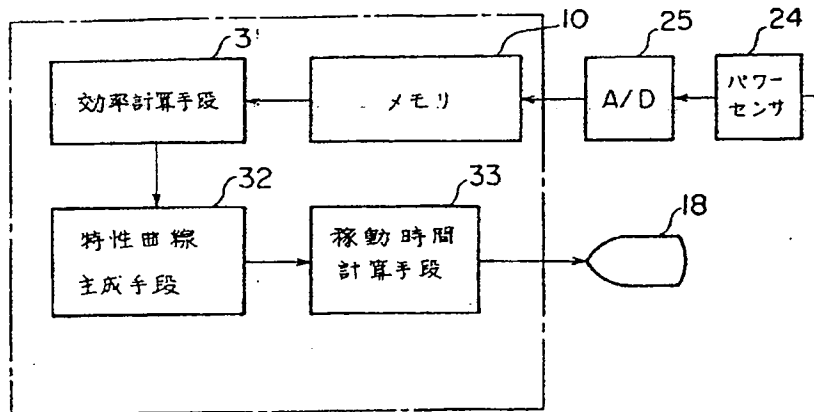 3'
10
25
24
効率計算手段
メモリ
A/D
パワー
センサ
32
33
18
特性曲線
主成手段
稼動時間
計算手段